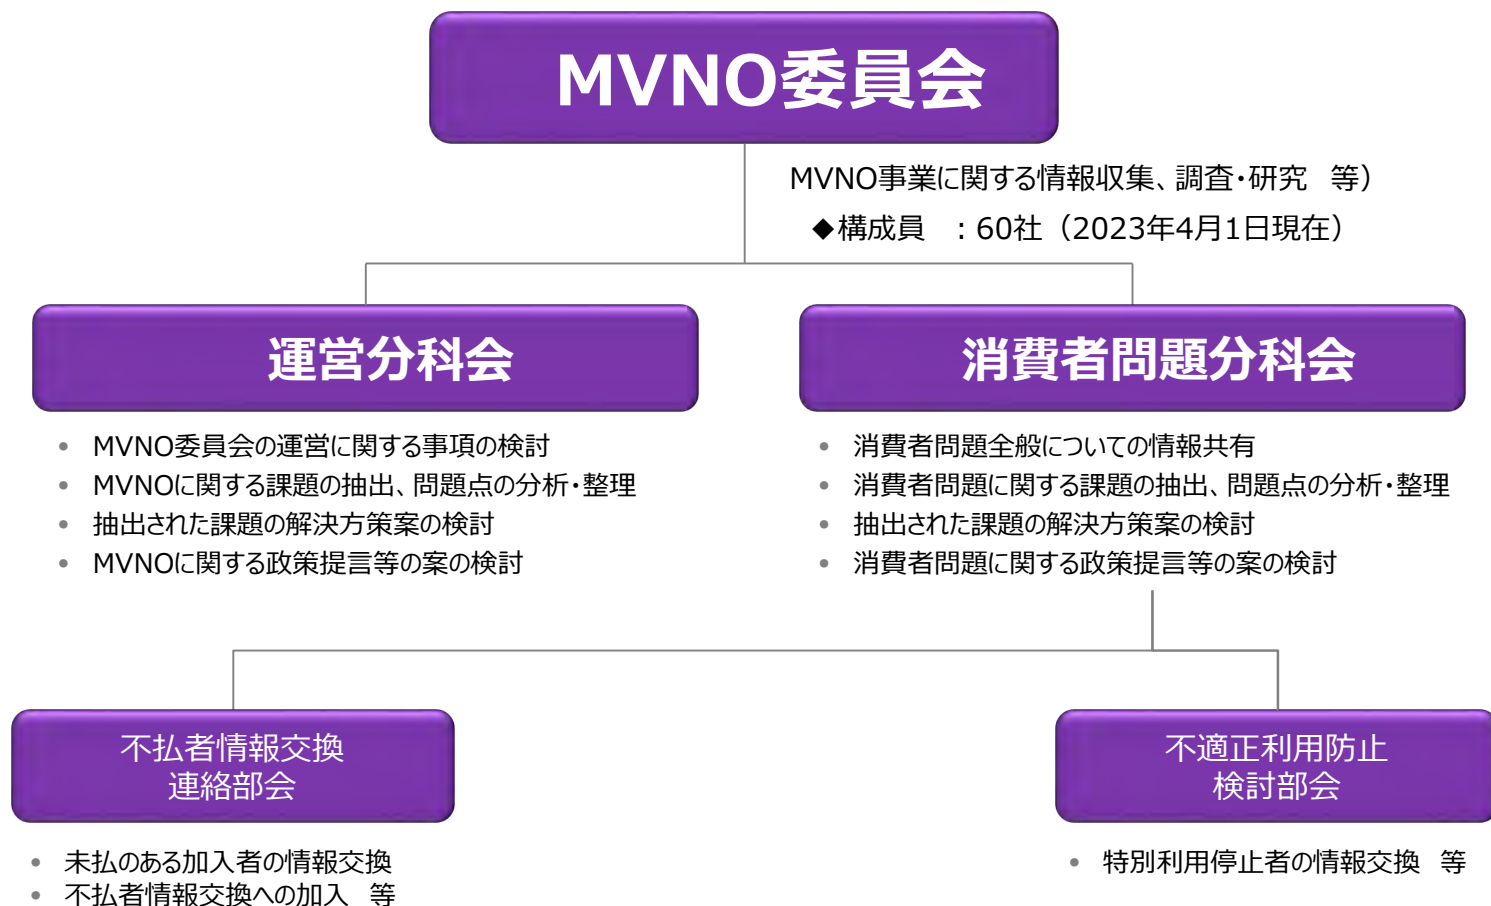 MVNO委員会
MVNO事業に関する情報収集、調査・研究　等）
◆構成員　：60社（2023年4月1日現在）
運営分科会
• MVNO委員会の運営に関する事項の検討
• MVNOに関する課題の抽出、問題点の分析・整理
• 抽出された課題の解決方策案の検討
• MVNOに関する政策提言等の案の検討
消費者問題分科会
• 消費者問題全般についての情報共有
• 消費者問題に関する課題の抽出、問題点の分析・整理
• 抽出された課題の解決方策案の検討
• 消費者問題に関する政策提言等の案の検討
不払者情報交換
連絡部会
• 未払のある加入者の情報交換
• 不払者情報交換への加入　等
不適正利用防止
検討部会
• 特別利用停止者の情報交換　等